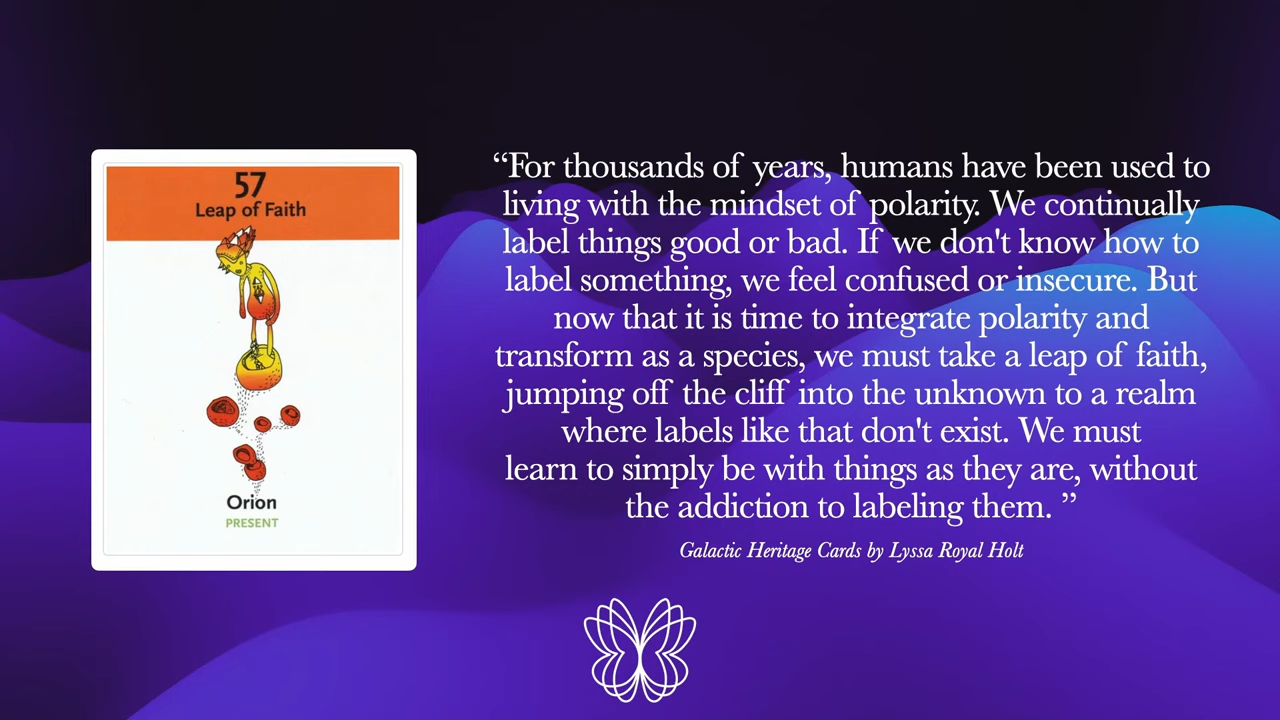 57
Leap of Faith
Orion
PRESENT
“For thousands of years, humans have been used to
living with the mindset of polarity. We continually
label things good or bad. If we don't know how to
label something, we feel confused or insecure. But
now that it is time to integrate polarity and
transform as a species, we must take a leap of faith,
jumping off the cliff into the unknown to a realm
where labels like that don't exist. We must
learn to simply be with things as they are, without
the addiction to labeling them. ”
Galactic Heritage Cards by Lyssa Royal Holt